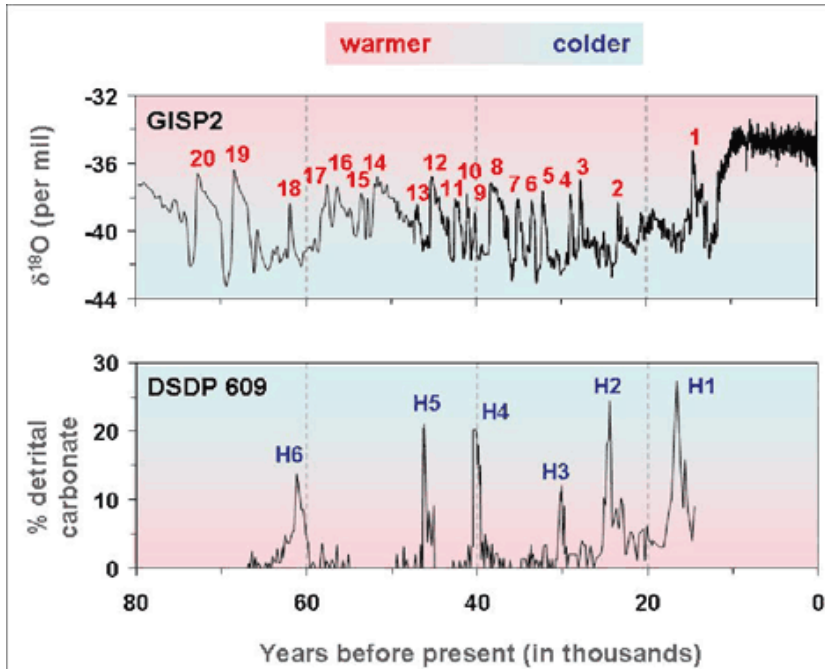 warmer colder
-32
GISP2
-36
-40
-44
δ18O (per mil)
20 19 18 17 16 15 14 13 12 11 10 9 8 7 6 5 4 3 2 1
30
DSDP 609
20
10
0
% detrital
carbonate
H6 H5 H4 H3 H2 H1
80 60 40 20 0
Years before present (in thousands)